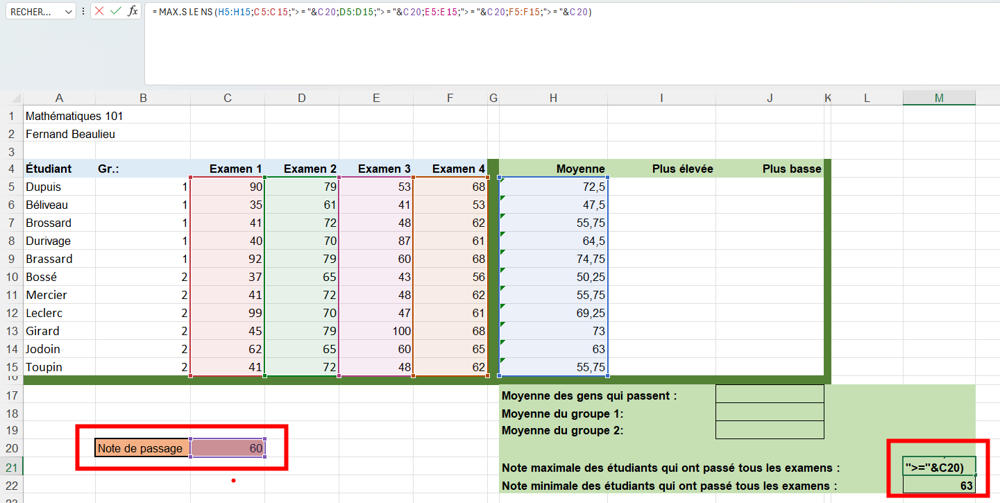 RECHER... fx =MAX.SI.ENS(H5:H15;C5:C15;">="&C20;D5:D15;">="&C20;E5:E15;">="&C20;F5:F15;">="&C20)
A B C D E F G H I J K L M
1 Mathématiques 101
2 Fernand Beaulieu
3
4 Étudiant Gr.: Examen 1 Examen 2 Examen 3 Examen 4 Moyenne Plus élevée Plus basse
5 Dupuis 1 90 79 53 68 72,5
6 Béliveau 1 35 61 41 53 47,5
7 Brossard 1 41 72 48 62 55,75
8 Durivage 1 40 70 87 61 64,5
9 Brassard 1 92 79 60 68 74,75
10 Bossé 2 37 65 43 56 50,25
11 Mercier 2 41 72 48 62 55,75
12 Leclerc 2 99 70 47 61 69,25
13 Girard 2 45 79 100 68 73
14 Jodoin 2 62 65 60 65 63
15 Toupin 2 41 72 48 62 55,75
16
17 Moyenne des gens qui passent :
18 Moyenne du groupe 1:
19 Moyenne du groupe 2:
20 Note de passage 60
21 Note maximale des étudiants qui ont passé tous les examens : ">="&C20)
22 Note minimale des étudiants qui ont passé tous les examens : 63
23